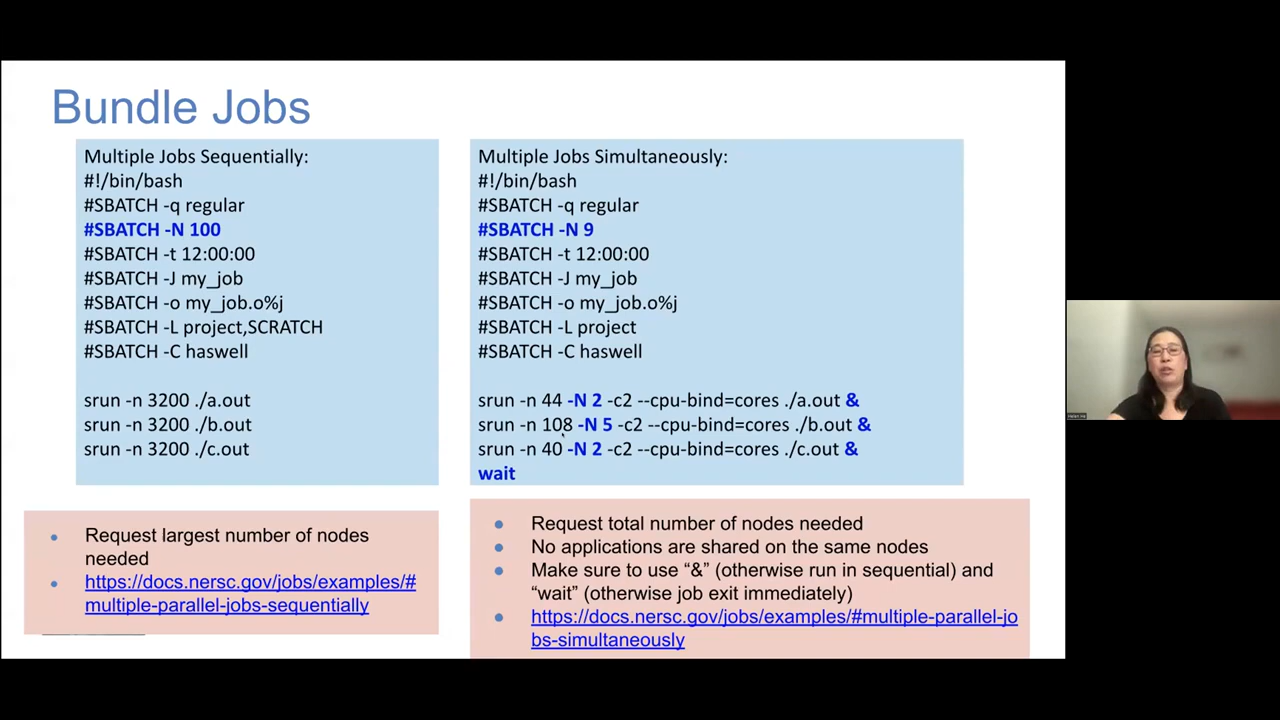 Bundle Jobs
Multiple Jobs Sequentially:
#!/bin/bash
#SBATCH -q regular
#SBATCH -N 100
#SBATCH -t 12:00:00
#SBATCH -J my_job
#SBATCH -o my_job.o%j
#SBATCH -L project,SCRATCH
#SBATCH -C haswell
srun -n 3200 ./a.out
srun -n 3200 ./b.out
srun -n 3200 ./c.out
Request largest number of nodes
needed
https://docs.nersc.gov/jobs/examples/#
multiple-parallel-jobs-sequentially
Multiple Jobs Simultaneously:
#!/bin/bash
#SBATCH -q regular
#SBATCH -N 9
#SBATCH -t 12:00:00
#SBATCH -J my_job
#SBATCH -o my_job.o%j
#SBATCH -L project
#SBATCH -C haswell
srun -n 44 -N 2 -c2 --cpu-bind=cores ./a.out &
srun -n 108 -N 5 -c2 --cpu-bind=cores ./b.out &
srun -n 40 -N 2 -c2 --cpu-bind=cores ./c.out &
wait
Request total number of nodes needed
No applications are shared on the same nodes
Make sure to use “&” (otherwise run in sequential) and
“wait” (otherwise job exit immediately)
https://docs.nersc.gov/jobs/examples/#multiple-parallel-jo
bs-simultaneously